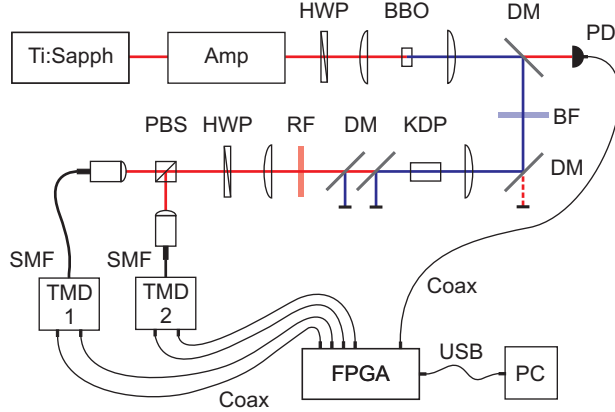 HWP
BBO
DM
Ti:Sapph
Amp
PD
BF
PBS
HWP
RF
DM
KDP
DM
SMF
SMF
TMD
1
TMD
2
Coax
Coax
USB
FPGA
PC